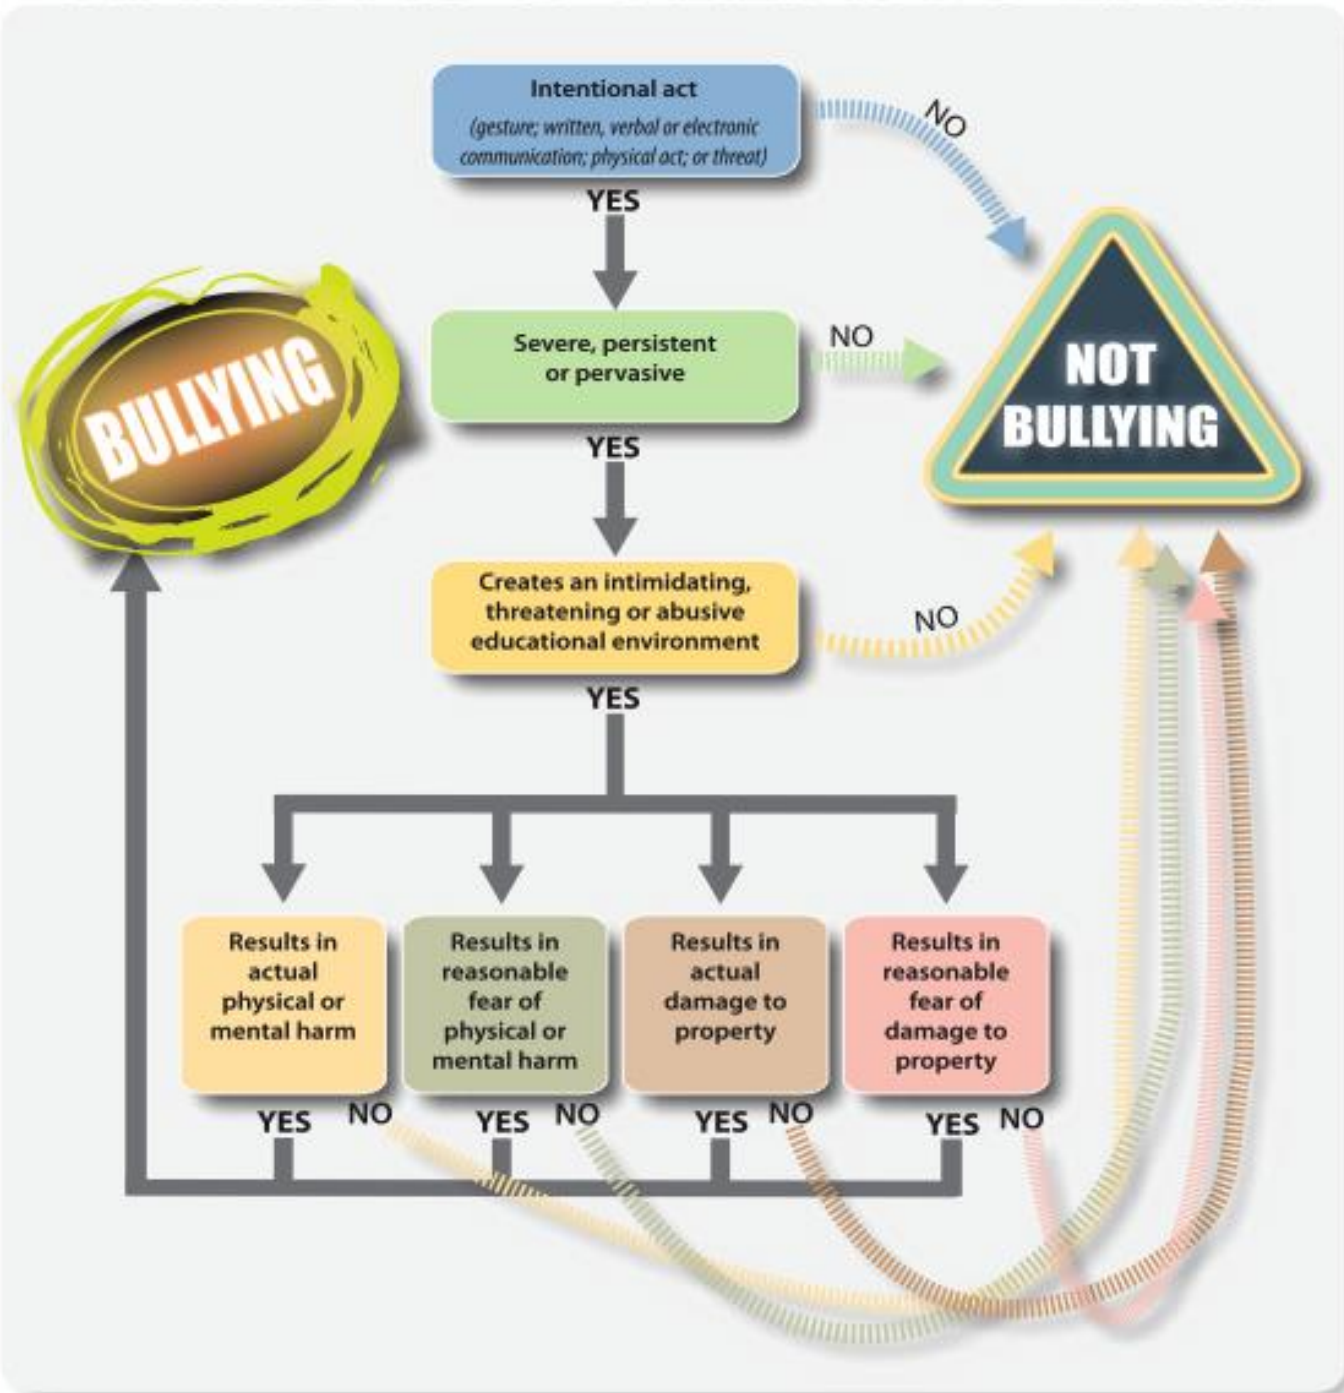 Intentional act
(gesture; written, verbal or electronic
communication; physical act; or threat)
NO
YES
BULLYING
Severe, persistent
or pervasive
NO
NOT
BULLYING
YES
Creates an intimidating,
threatening or abusive
educational environment
NO
YES
Results in
actual
physical or
mental harm
Results in
reasonable
fear of
physical or
mental harm
Results in
actual
damage to
property
Results in
reasonable
fear of
damage to
property
YES NO
YES NO
YES NO
YES NO